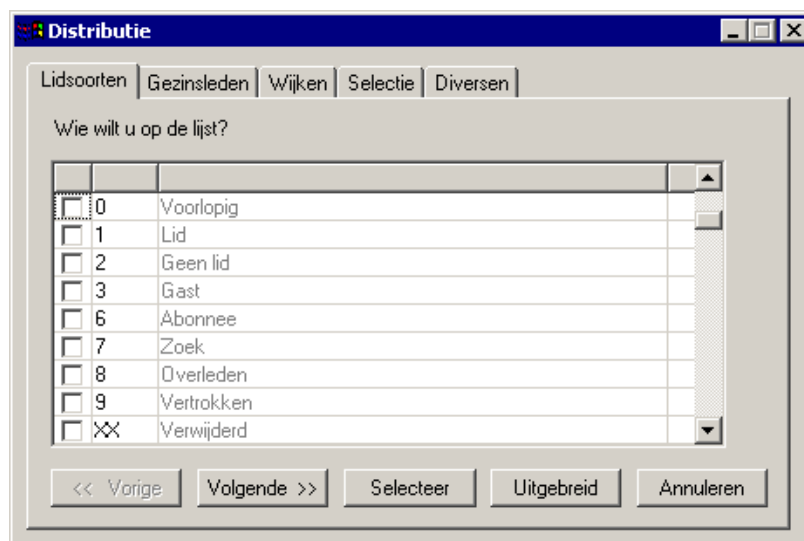 Distributie
Lidsoorten Gezinsleden Wijken Selectie Diversen
Wie wilt u op de lijst?
0 Voorlopig
1 Lid
2 Geen lid
3 Gast
6 Abonnee
7 Zoek
8 Overleden
9 Vertrokken
XX Verwijderd
<< Vorige Volgende >> Selecteer Uitgebreid Annuleren